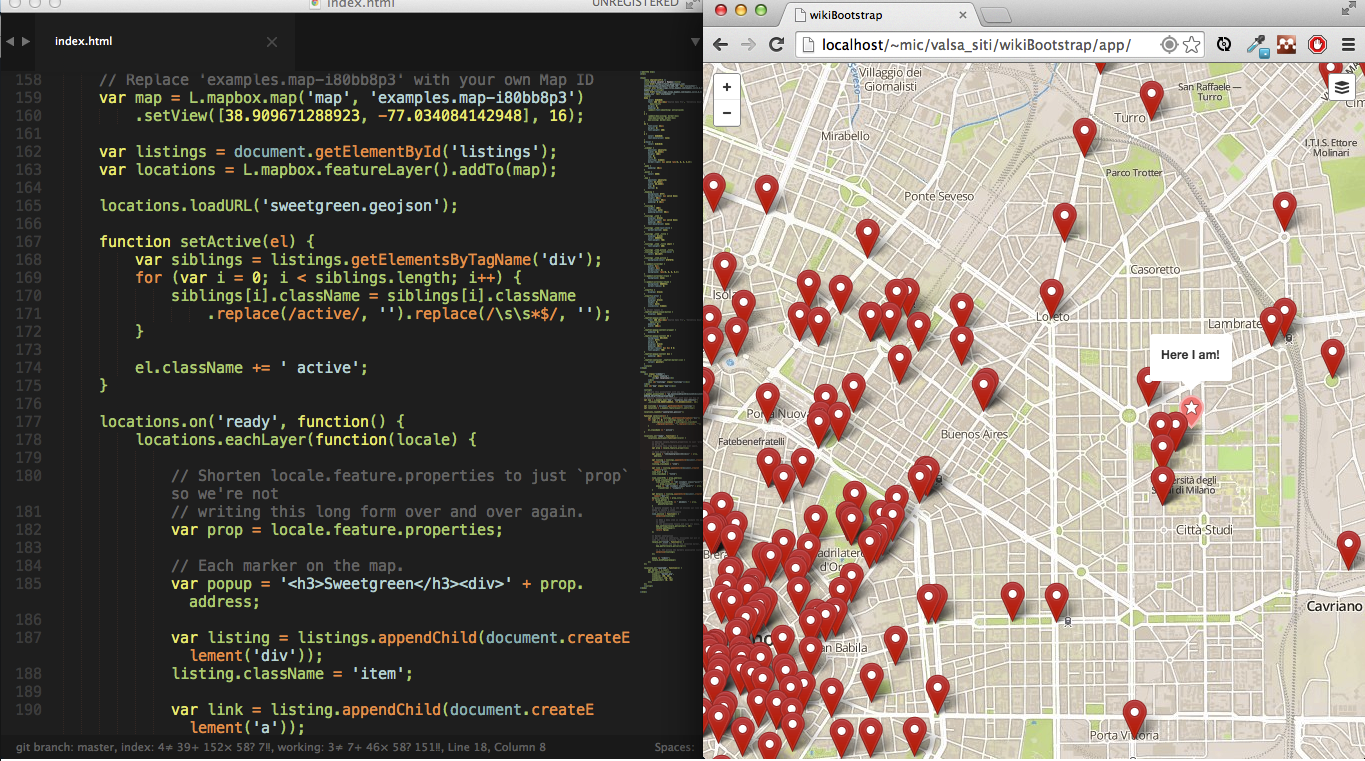 index.html
UNREGISTERED
index.html
158 // Replace 'examples.map-i80bb8p3' with your own Map ID
159 var map = L.mapbox.map('map', 'examples.map-i80bb8p3')
160 .setView([38.909671288923, -77.034084142948], 16);
161
162 var listings = document.getElementById('listings');
163 var locations = L.mapbox.featureLayer().addTo(map);
164
165 locations.loadURL('sweetgreen.geojson');
166
167 function setActive(el) {
168 var siblings = listings.getElementsByTagName('div');
169 for (var i = 0; i < siblings.length; i++) {
170 siblings[i].className = siblings[i].className
171 .replace(/active/, '').replace(/\s\s*$/, '');
172 }
173
174 el.className += ' active';
175 }
176
177 locations.on('ready', function() {
178 locations.eachLayer(function(locale) {
179
180 // Shorten locale.feature.properties to just `prop`
so we're not
181 // writing this long form over and over again.
182 var prop = locale.feature.properties;
183
184 // Each marker on the map.
185 var popup = '<h3>Sweetgreen</h3><div>' + prop.
address;
186
187 var listing = listings.appendChild(document.createE
lement('div'));
188 listing.className = 'item';
189
190 var link = listing.appendChild(document.createE
lement('a'));
git branch: master, index: 4≠ 39+ 152× 58? 7‼, working: 3≠ 7+ 46× 58? 151‼, Line 18, Column 8
Spaces:
wikiBootstrap
localhost/~mic/valsa_siti/wikiBootstrap/app/
+
−
Seveso
Villaggio dei
Giornalisti
San Raffaele —
Turro
Turro
Mirabello
I.T.I.S. Ettore
Molinari
Parco Trotter
Ponte Seveso
Casoretto
Isola
Loreto
Lambrate
Here I am!
Porta Nuova
Fatebenefratelli
Buenos Aires
Università degli
Studi di Milano
Città Studi
Brera
Quadrilatero
d'Oro
Cavriano
San Babila
Porta Vittoria